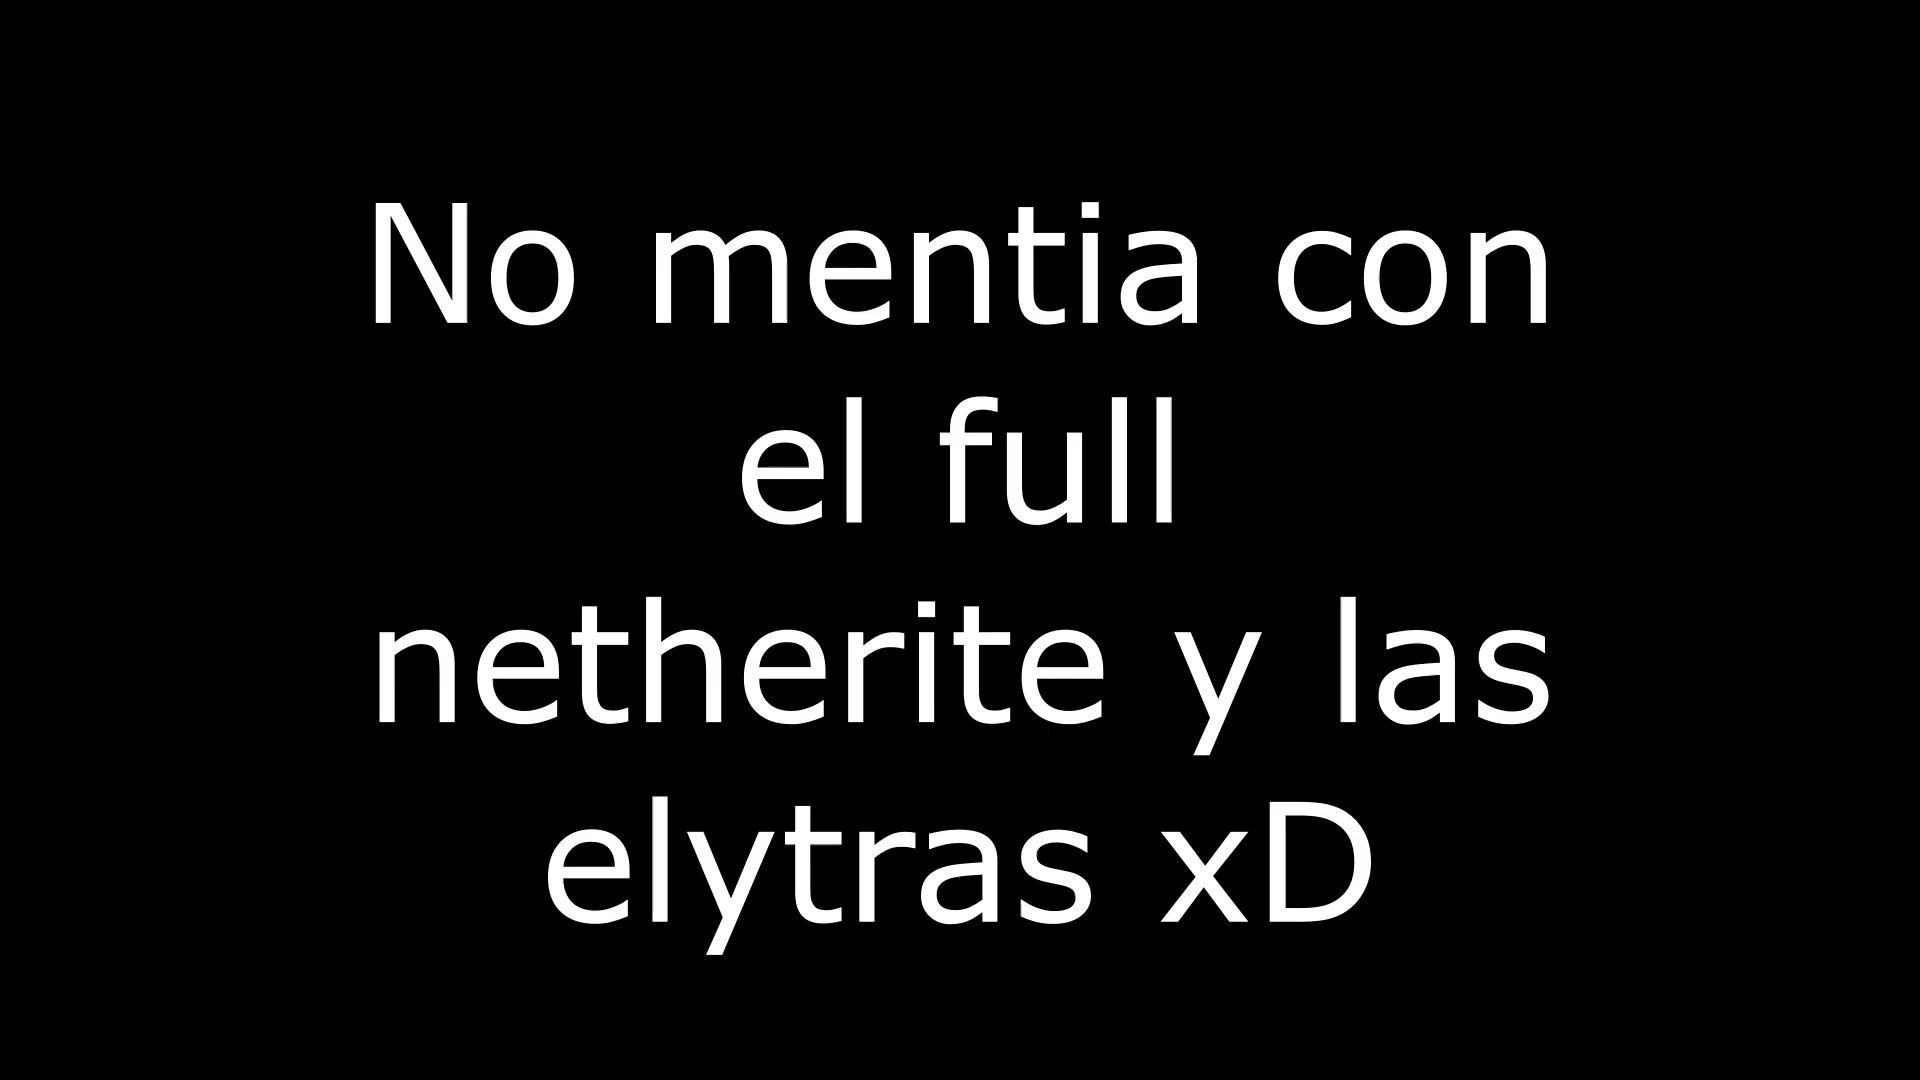 No mentia con
el full
netherite y las
elytras xD